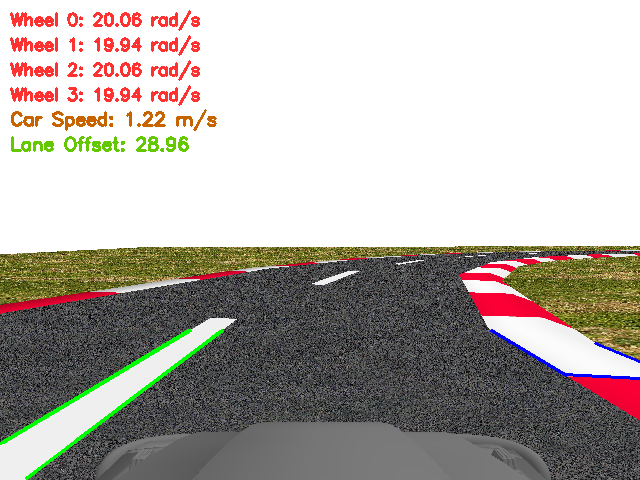 Wheel 0: 20.06 rad/s
Wheel 1: 19.94 rad/s
Wheel 2: 20.06 rad/s
Wheel 3: 19.94 rad/s
Car Speed: 1.22 m/s
Lane Offset: 28.96